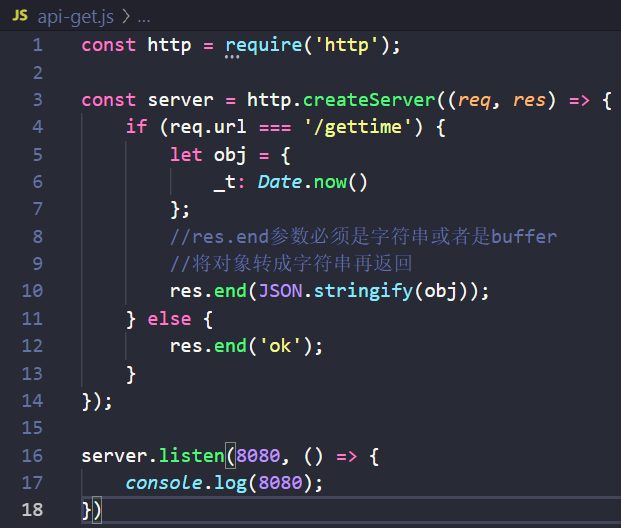 JS api-get.js > ...
1 const http = require('http');
2
3 const server = http.createServer((req, res) => {
4     if (req.url === '/gettime') {
5         let obj = {
6             _t: Date.now()
7         };
8         //res.end参数必须是字符串或者是buffer
9         //将对象转成字符串再返回
10         res.end(JSON.stringify(obj));
11     } else {
12         res.end('ok');
13     }
14 });
15
16 server.listen(8080, () => {
17     console.log(8080);
18 })